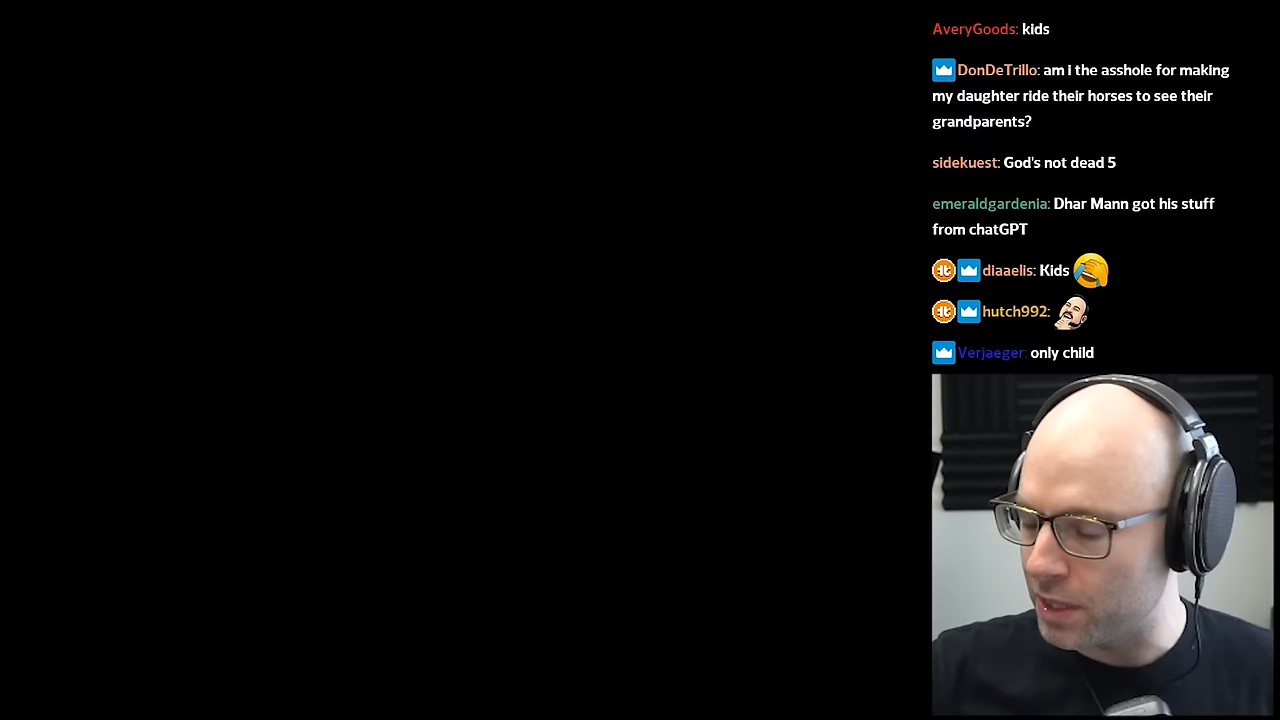 AveryGoods: kids
DonDeTrillo: am i the asshole for making
my daughter ride their horses to see their
grandparents?
sidekuest: God's not dead 5
emeraldgardenia: Dhar Mann got his stuff
from chatGPT
diaaelis: Kids
hutch992:
Verjaeger: only child